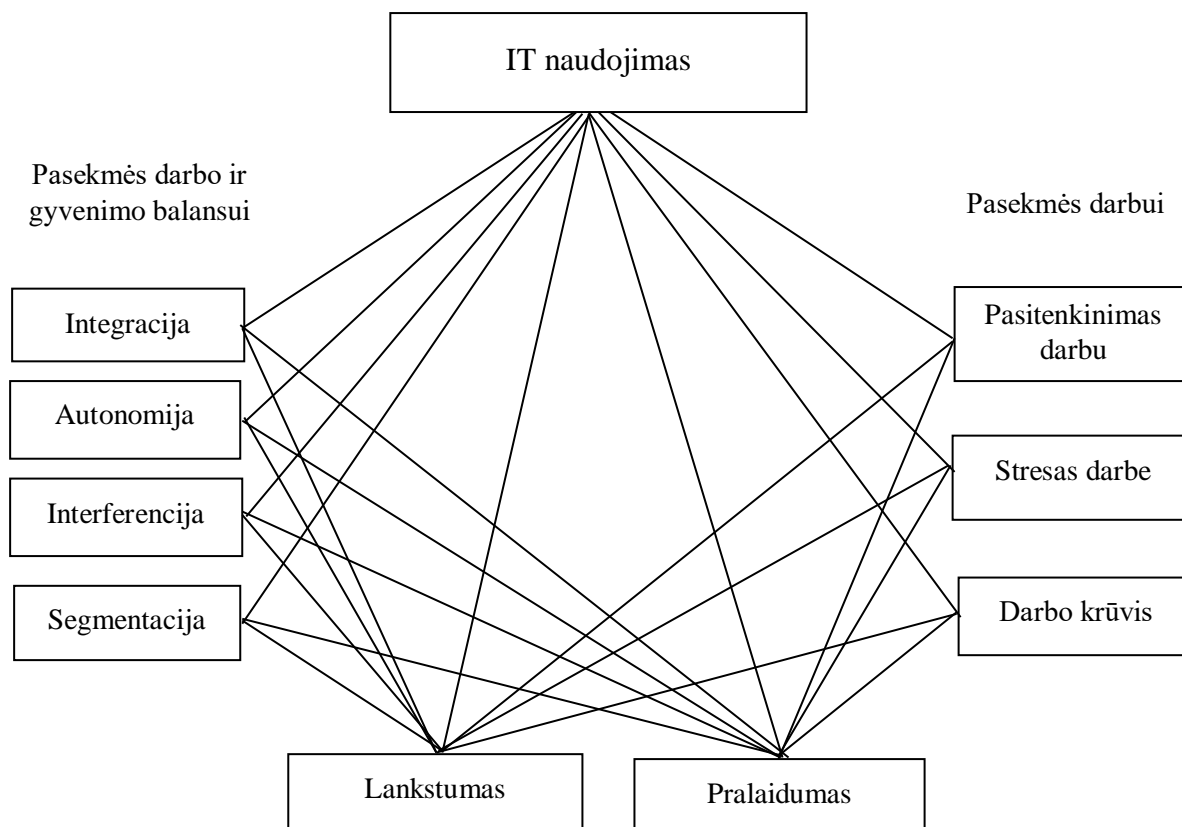 IT naudojimas
Pasekmės darbo ir
gyvenimo balansui
Pasekmės darbui
Integracija
Pasitenkinimas
darbu
Autonomija
Stresas darbe
Interferencija
Segmentacija
Darbo krūvis
Lankstumas
Pralaidumas